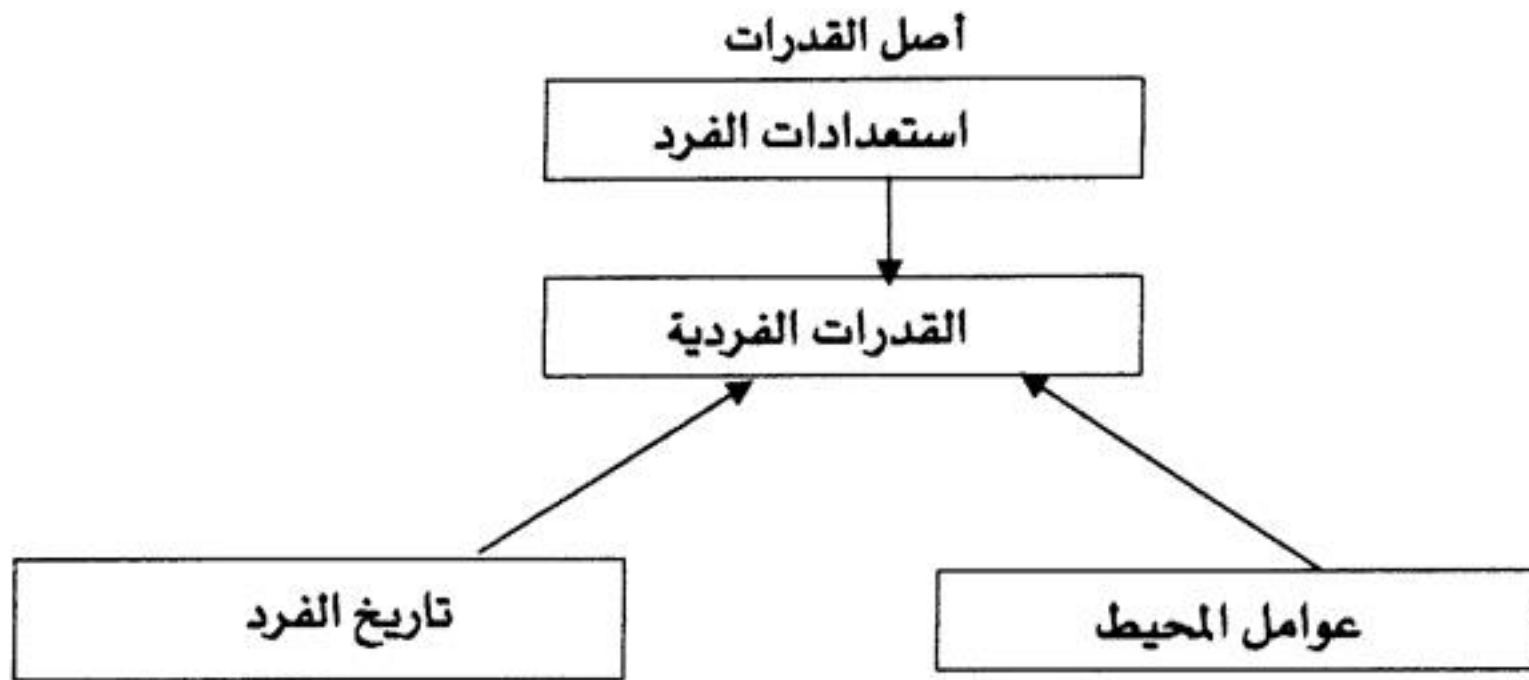 أصل القدرات
استعدادات الفرد
القدرات الفردية
عوامل المحيط
تاريخ الفرد